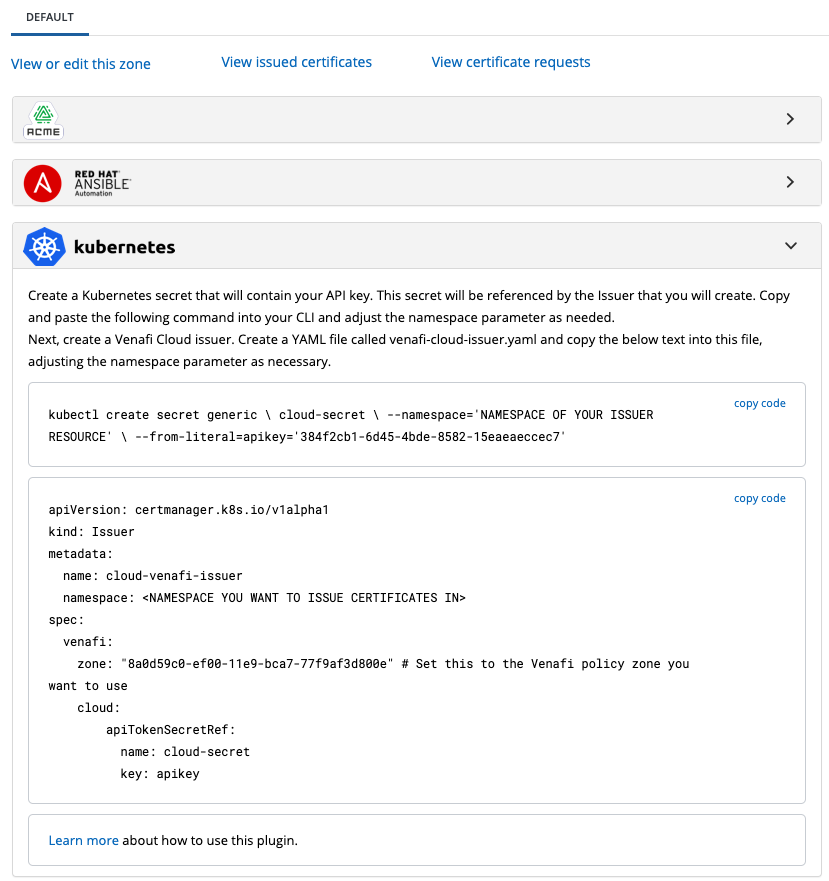 DEFAULT
VIew or edit this zone
View issued certificates
View certificate requests
ACME
RED HAT
ANSIBLE
Automation
kubernetes
Create a Kubernetes secret that will contain your API key. This secret will be referenced by the Issuer that you will create. Copy
and paste the following command into your CLI and adjust the namespace parameter as needed.
Next, create a Venafi Cloud issuer. Create a YAML file called venafi-cloud-issuer.yaml and copy the below text into this file,
adjusting the namespace parameter as necessary.
copy code
kubectl create secret generic \ cloud-secret \ --namespace='NAMESPACE OF YOUR ISSUER
RESOURCE' \ --from-literal=apikey='384f2cb1-6d45-4bde-8582-15eaeaeccec7'
copy code
apiVersion: certmanager.k8s.io/v1alpha1
kind: Issuer
metadata:
  name: cloud-venafi-issuer
  namespace: <NAMESPACE YOU WANT TO ISSUE CERTIFICATES IN>
spec:
  venafi:
    zone: "8a0d59c0-ef00-11e9-bca7-77f9af3d800e" # Set this to the Venafi policy zone you
want to use
    cloud:
        apiTokenSecretRef:
          name: cloud-secret
          key: apikey
Learn more about how to use this plugin.